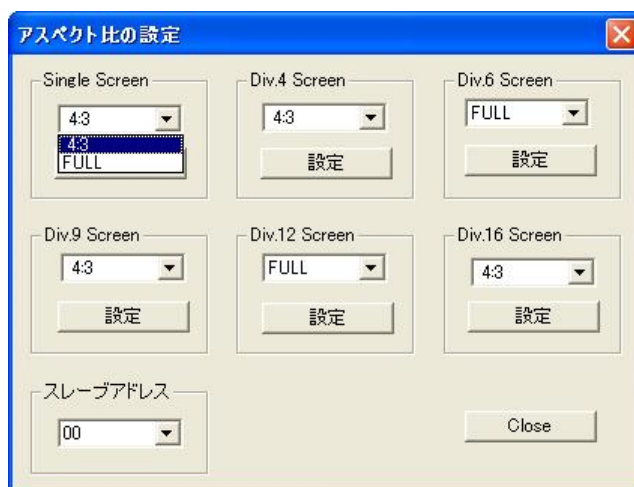 アスペクト比の設定
Single Screen
4:3
4:3
FULL
Div.4 Screen
4:3
設定
Div.6 Screen
FULL
設定
Div.9 Screen
4:3
設定
Div.12 Screen
FULL
設定
Div.16 Screen
4:3
設定
スレーブアドレス
00
Close